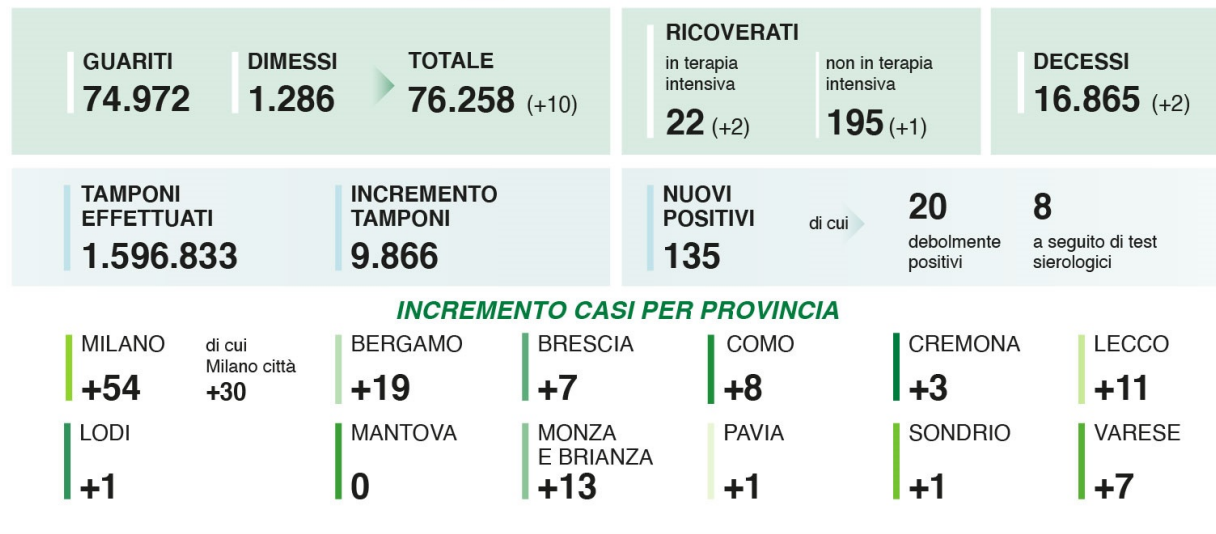 GUARITI
74.972
DIMESSI
1.286
TOTALE
76.258 (+10)
RICOVERATI
in terapia
intensiva
22 (+2)
non in terapia
intensiva
195 (+1)
DECESSI
16.865 (+2)
TAMPONI
EFFETTUATI
1.596.833
INCREMENTO
TAMPONI
9.866
NUOVI
POSITIVI
135
di cui
20
debolmente
positivi
8
a seguito di test
sierologici
INCREMENTO CASI PER PROVINCIA
MILANO
+54
di cui
Milano città
+30
BERGAMO
+19
BRESCIA
+7
COMO
+8
CREMONA
+3
LECCO
+11
LODI
+1
MANTOVA
0
MONZA
E BRIANZA
+13
PAVIA
+1
SONDRIO
+1
VARESE
+7